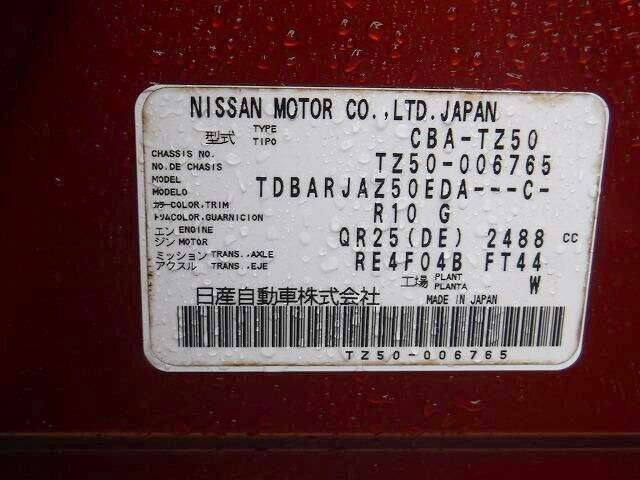 NISSAN MOTOR CO.,LTD.JAPAN
型式 TYPE TIPO CBA-TZ50
CHASSIS NO. NO.DE CHASIS TZ50-006765
MODEL MODELO TDBARJAZ50EDA---C-
カラーCOLOR,TRIM トリムCOLOR,GUARNICION R10 G
エンジン ENGINE MOTOR QR25(DE) 2488 CC
ミッション TRANS.,AXLE アクスル TRANS.,EJE RE4F04B FT44
工場 PLANT PLANTA W
日産自動車株式会社 MADE IN JAPAN
TZ50-006765